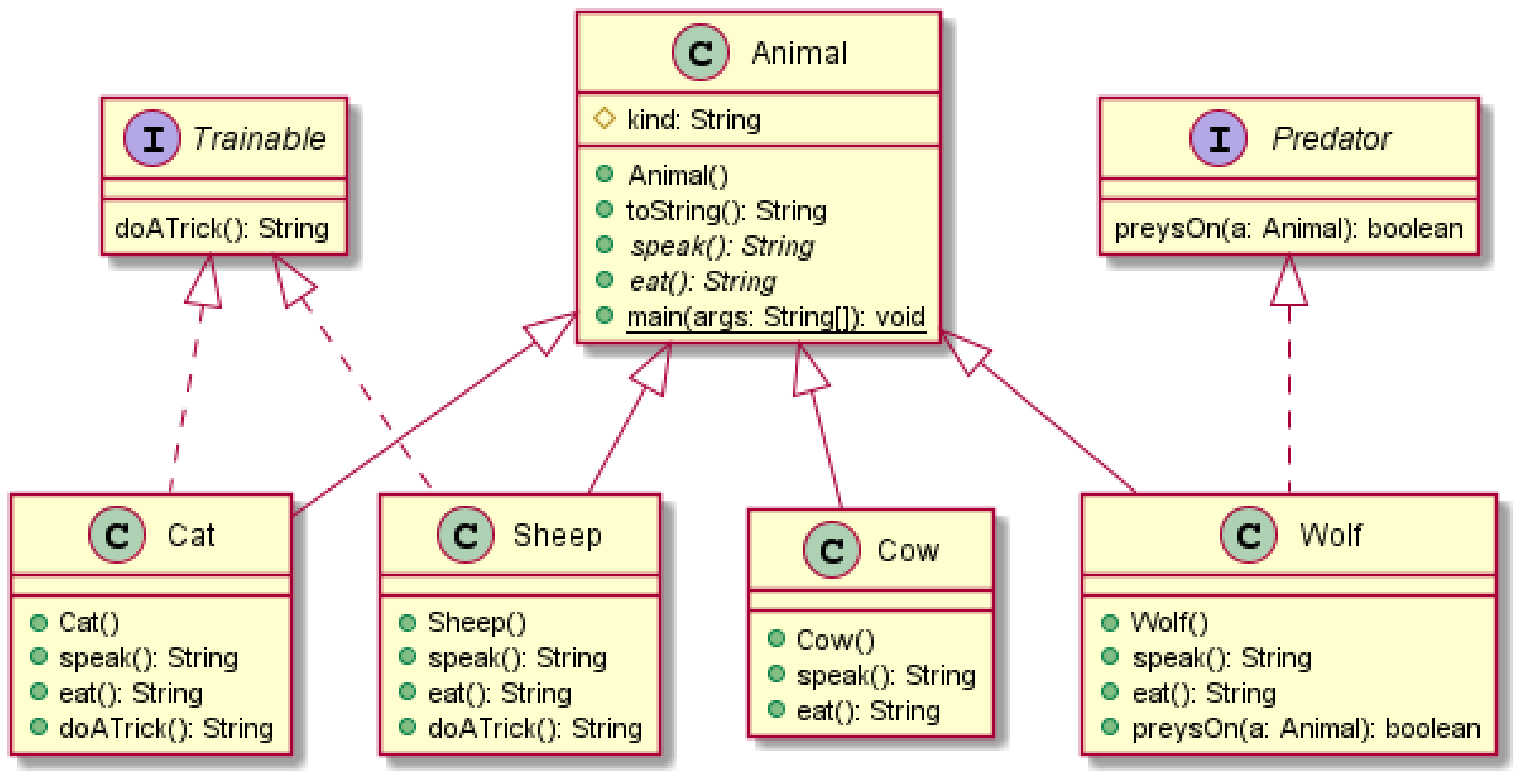 C Animal
kind: String
Animal()
toString(): String
speak(): String
eat(): String
main(args: String[]): void
I Trainable
doATrick(): String
I Predator
preysOn(a: Animal): boolean
C Cat
Cat()
speak(): String
eat(): String
doATrick(): String
C Sheep
Sheep()
speak(): String
eat(): String
doATrick(): String
C Cow
Cow()
speak(): String
eat(): String
C Wolf
Wolf()
speak(): String
eat(): String
preysOn(a: Animal): boolean